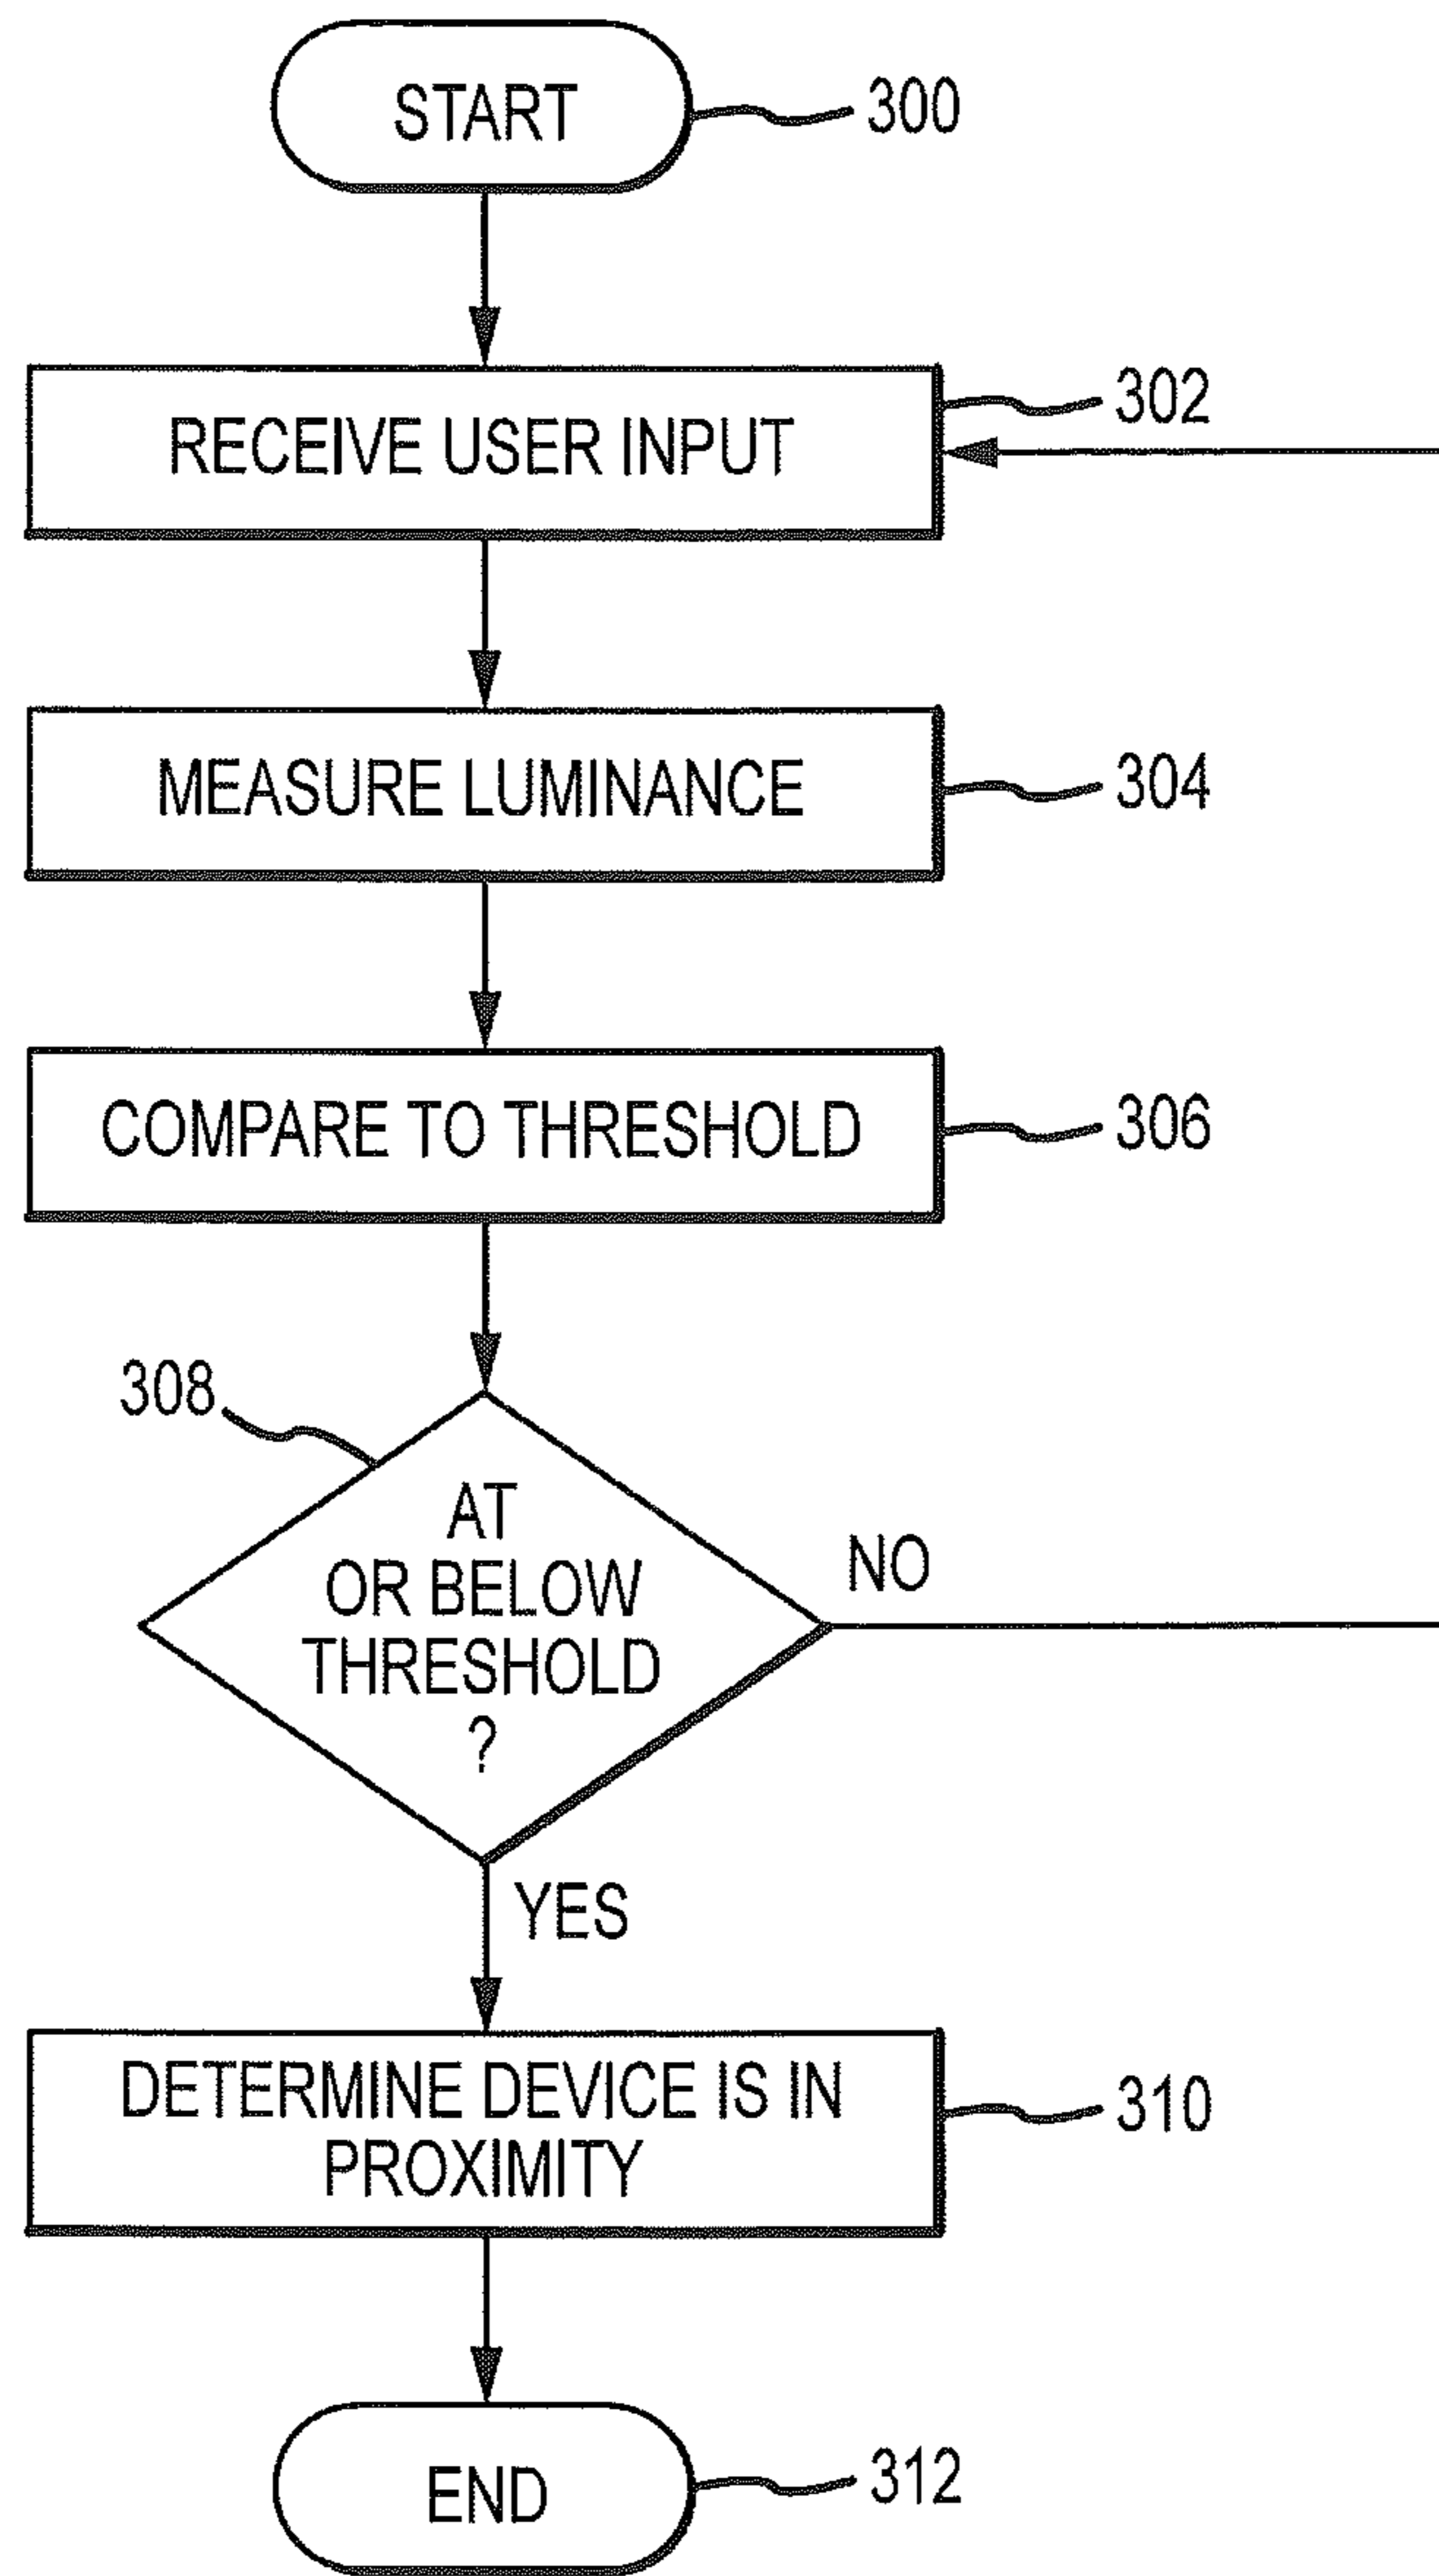 START
300
302
RECEIVE USER INPUT
MEASURE LUMINANCE
304
COMPARE TO THRESHOLD
306
308
AT
OR BELOW
THRESHOLD
?
NO
YES
DETERMINE DEVICE IS IN
PROXIMITY
310
END
312